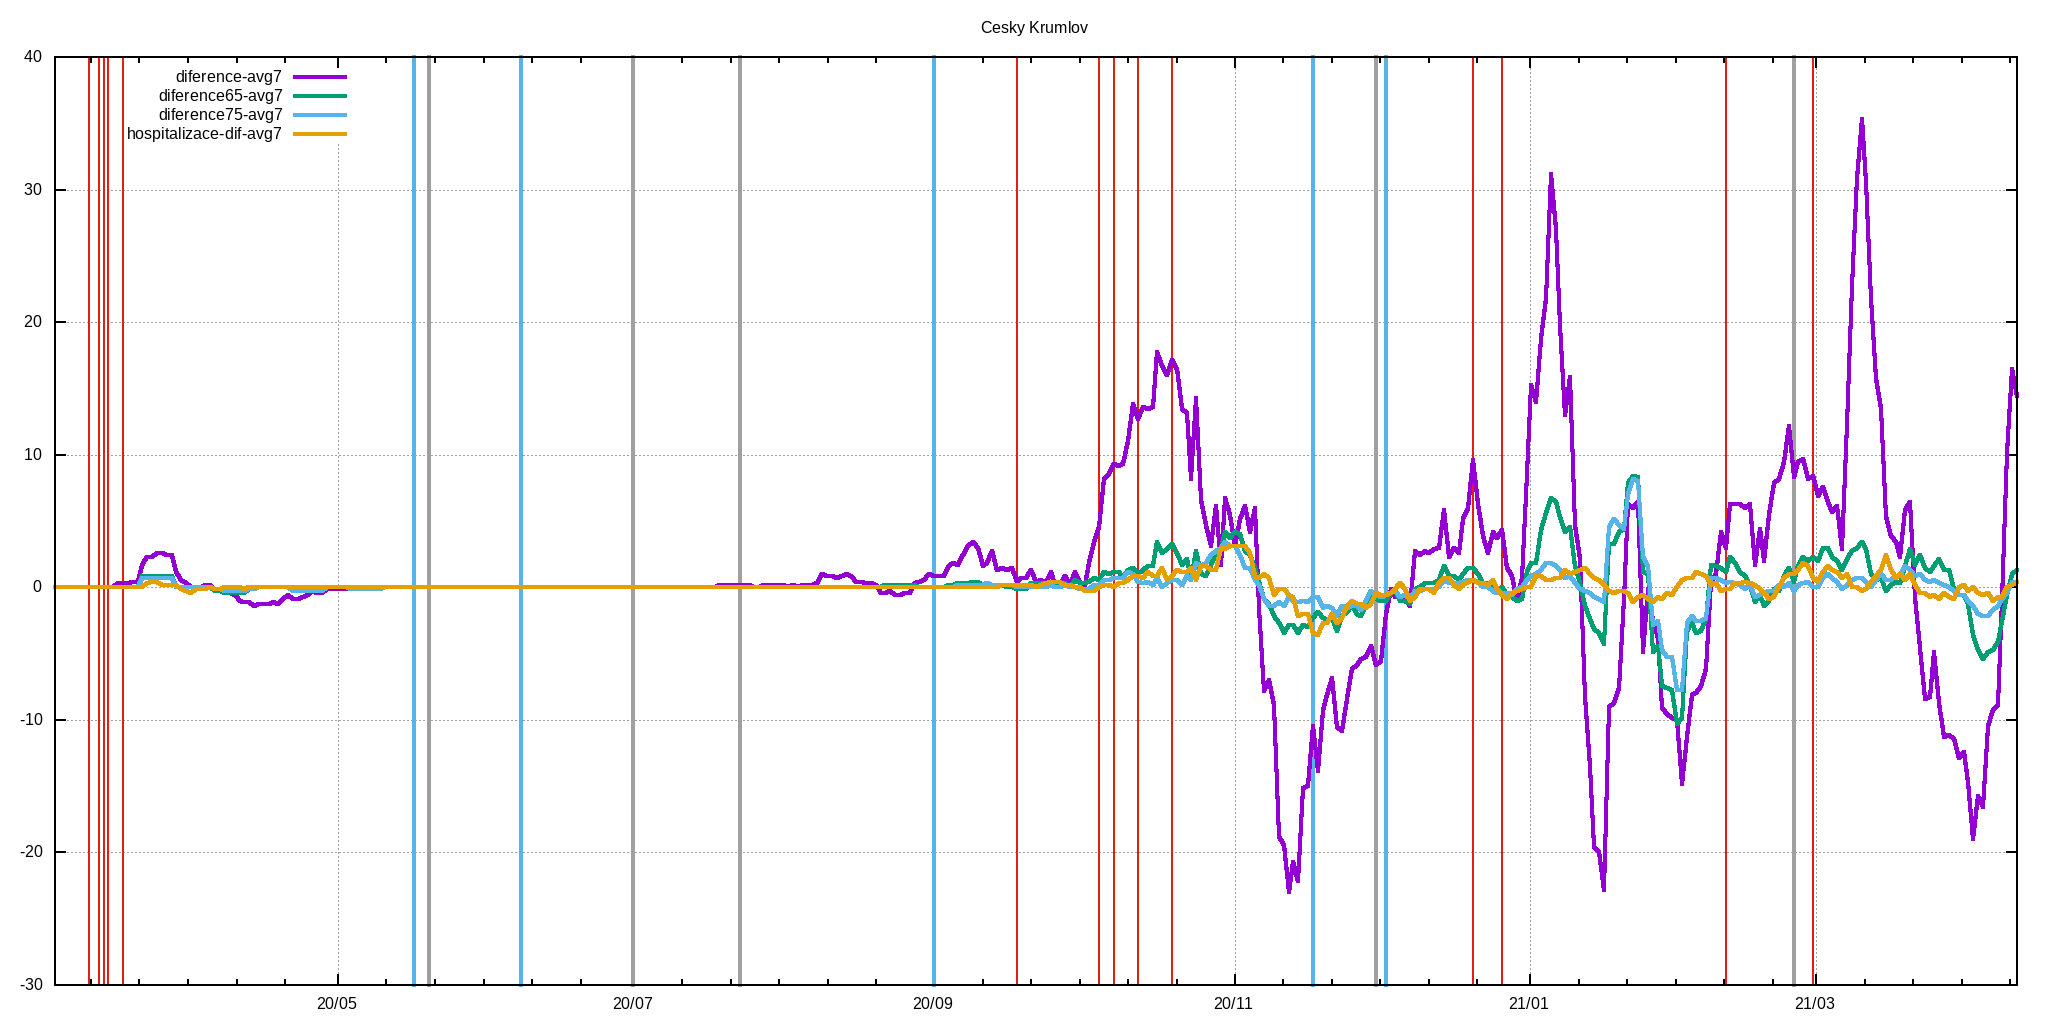 Cesky Krumlov
40
diference-avg7
diference65-avg7
diference75-avg7
hospitalizace-dif-avg7
30
20
10
0
-10
-20
-30
20/05 20/07 20/09 20/11 21/01 21/03